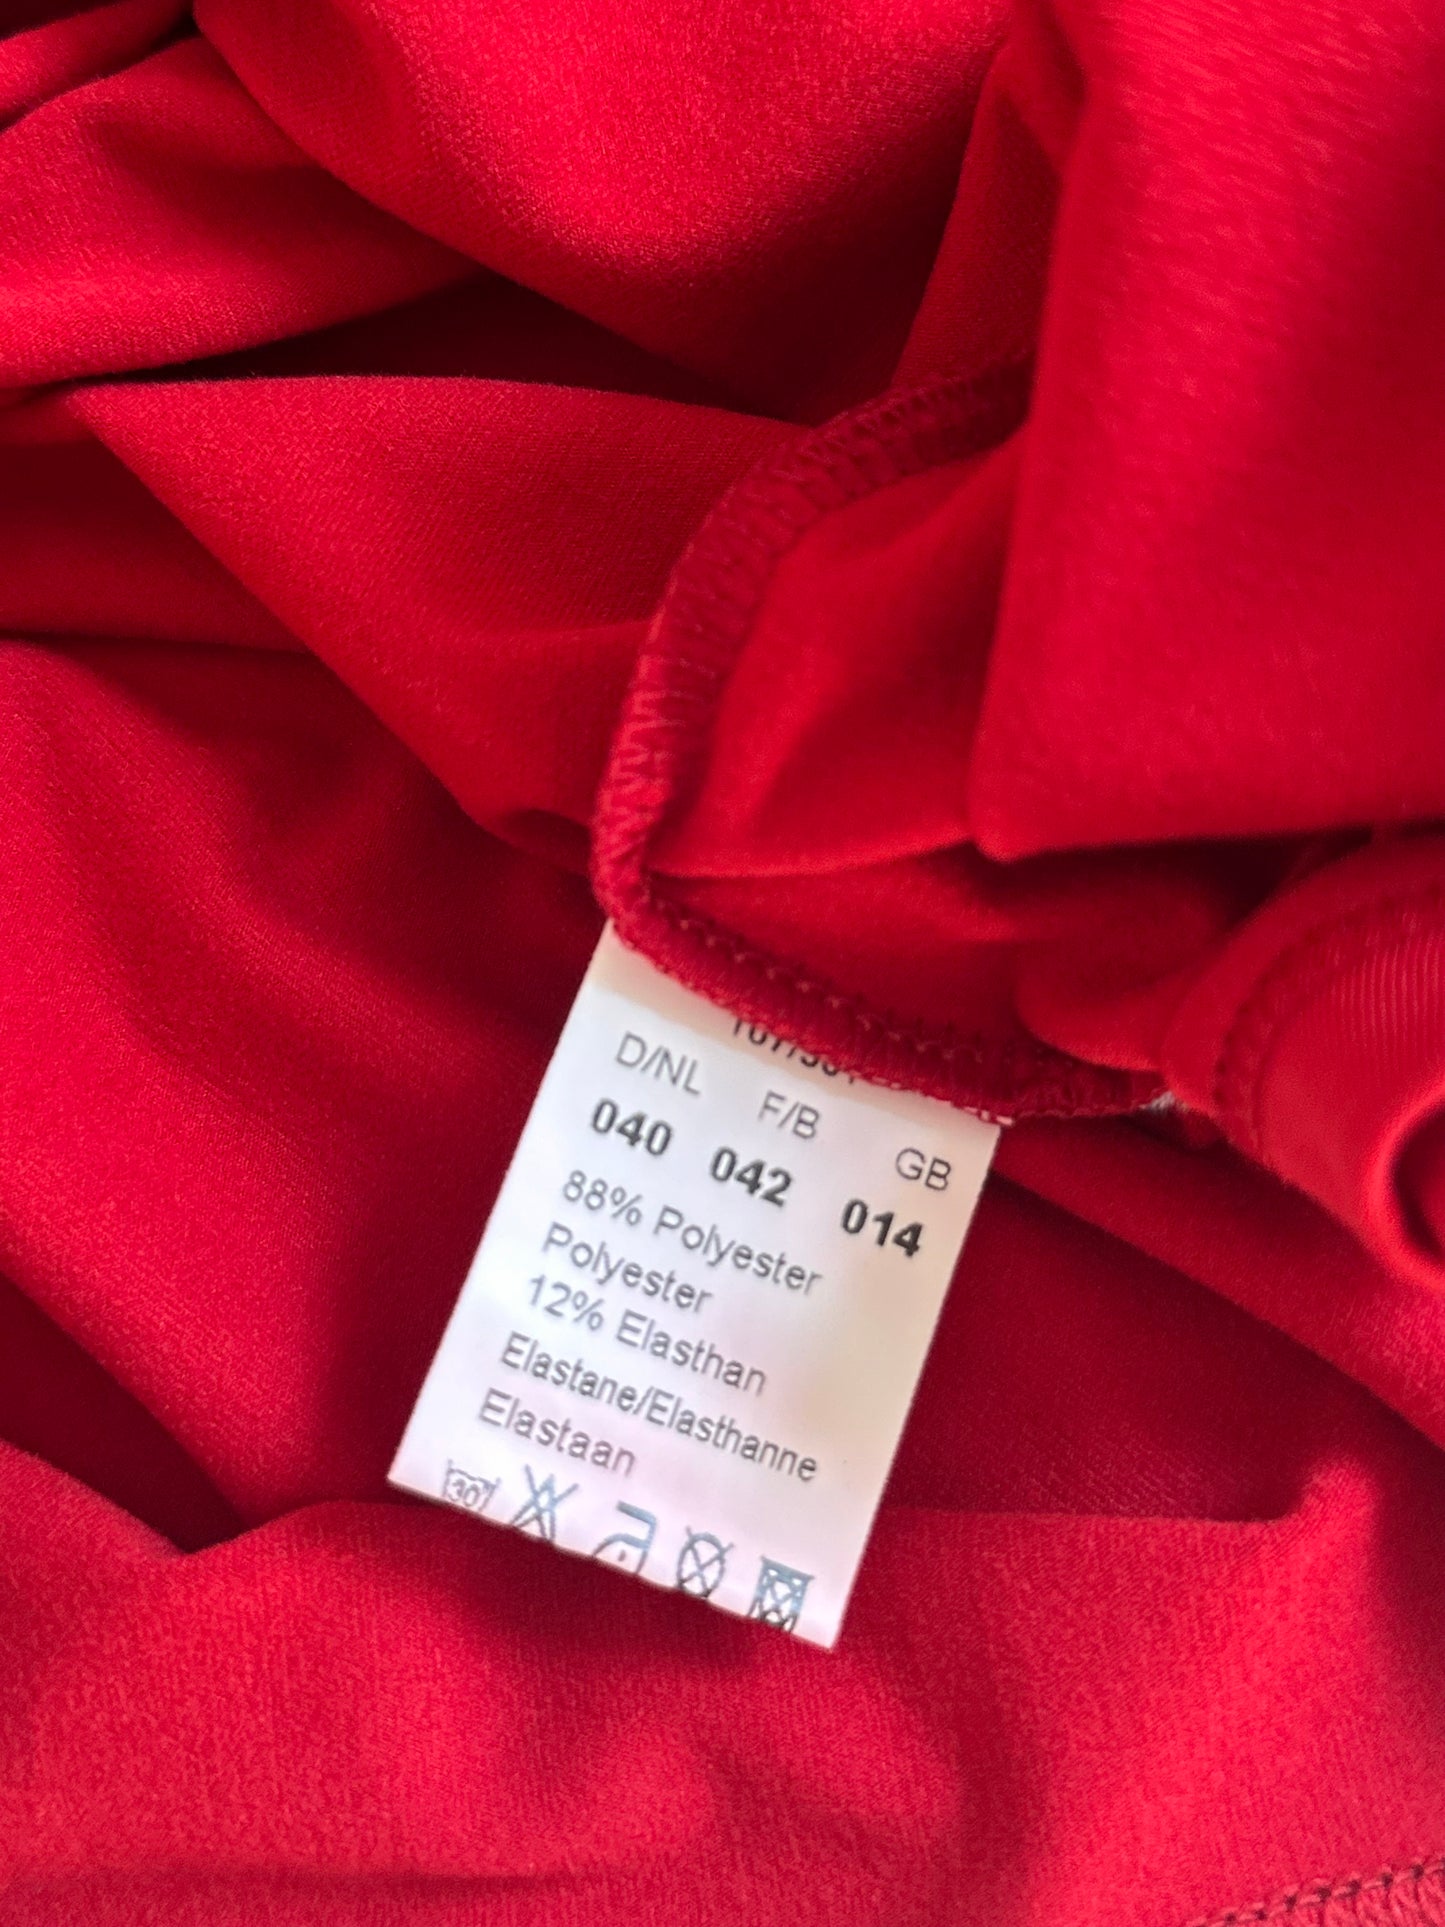 D/NL F/B GB
040 042 014
88% Polyester
Polyester
12% Elasthan
Elastane/Elasthanne
Elastaan
30